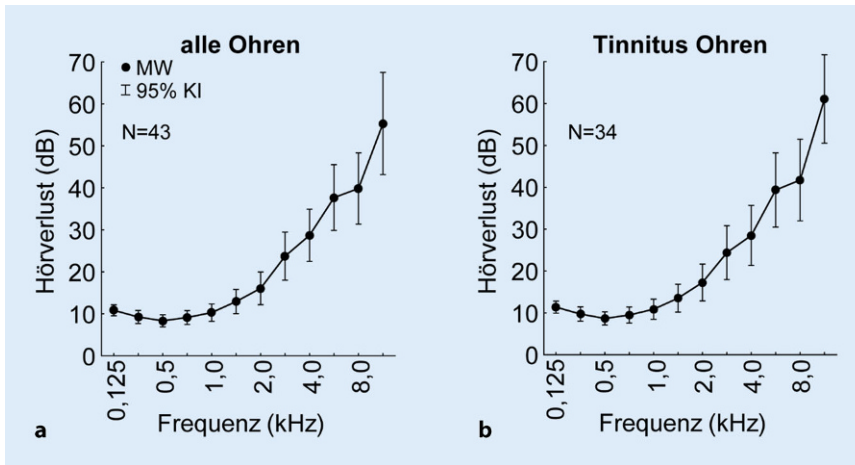 alle Ohren
70
60
50
40
30
20
10
0
Hörverlust (dB)
MW
95% KI
N=43
0,125
0,5
1,0
2,0
4,0
8,0
Frequenz (kHz)
a
Tinnitus Ohren
70
60
50
40
30
20
10
0
Hörverlust (dB)
N=34
0,125
0,5
1,0
2,0
4,0
8,0
Frequenz (kHz)
b